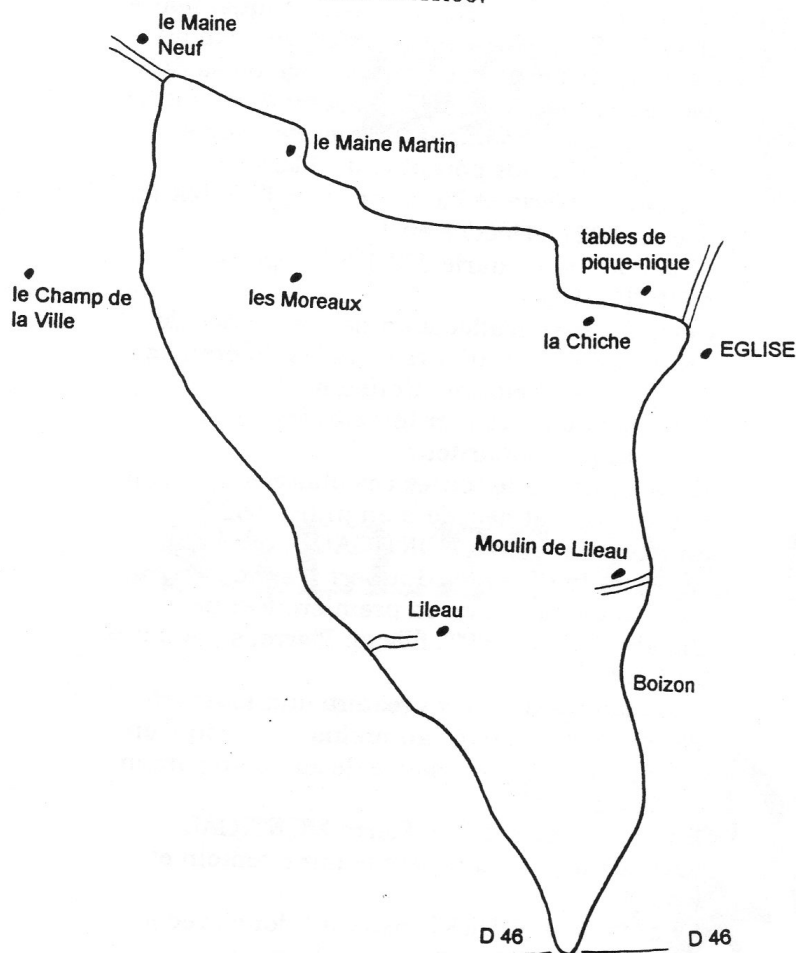 le Maine
Neuf
le Maine Martin
tables de
pique-nique
le Champ de
la Ville
les Moreaux
la Chiche
EGLISE
Moulin de Lileau
Lileau
Boizon
D 46
D 46